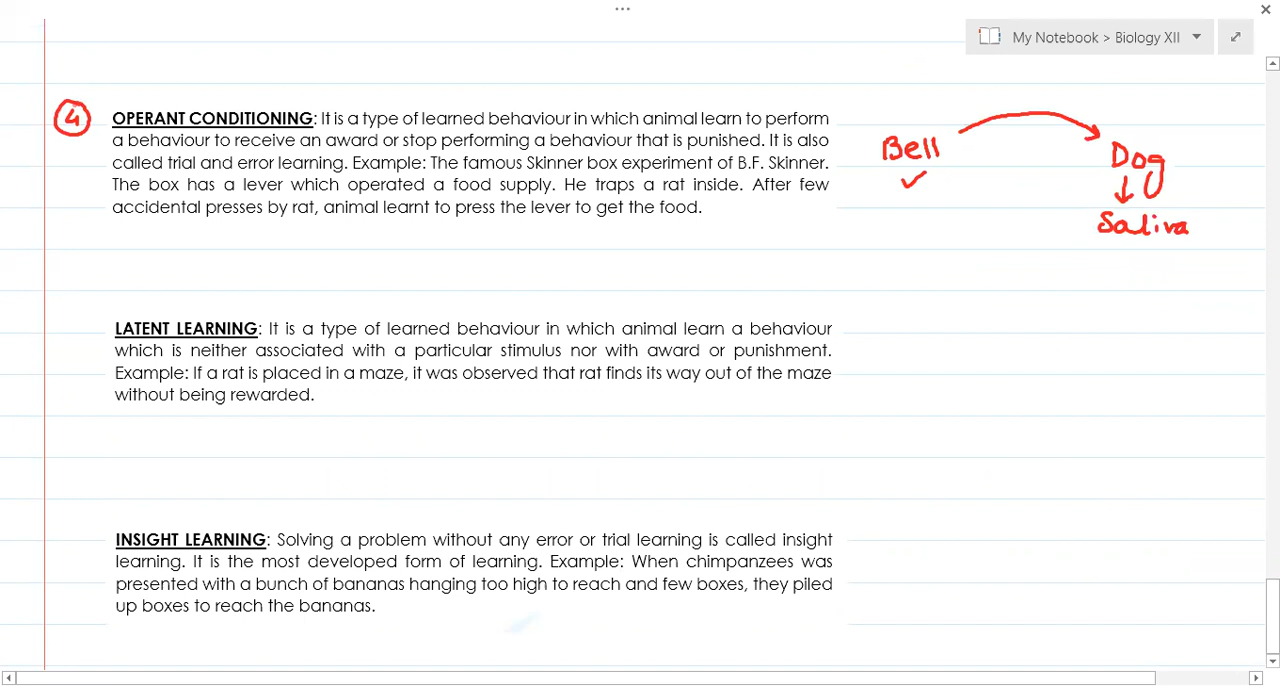 My Notebook > Biology XII
4 OPERANT CONDITIONING: It is a type of learned behaviour in which animal learn to perform
a behaviour to receive an award or stop performing a behaviour that is punished. It is also
called trial and error learning. Example: The famous Skinner box experiment of B.F. Skinner.
The box has a lever which operated a food supply. He traps a rat inside. After few
accidental presses by rat, animal learnt to press the lever to get the food.
Bell
Dog
Saliva
LATENT LEARNING: It is a type of learned behaviour in which animal learn a behaviour
which is neither associated with a particular stimulus nor with award or punishment.
Example: If a rat is placed in a maze, it was observed that rat finds its way out of the maze
without being rewarded.
INSIGHT LEARNING: Solving a problem without any error or trial learning is called insight
learning. It is the most developed form of learning. Example: When chimpanzees was
presented with a bunch of bananas hanging too high to reach and few boxes, they piled
up boxes to reach the bananas.